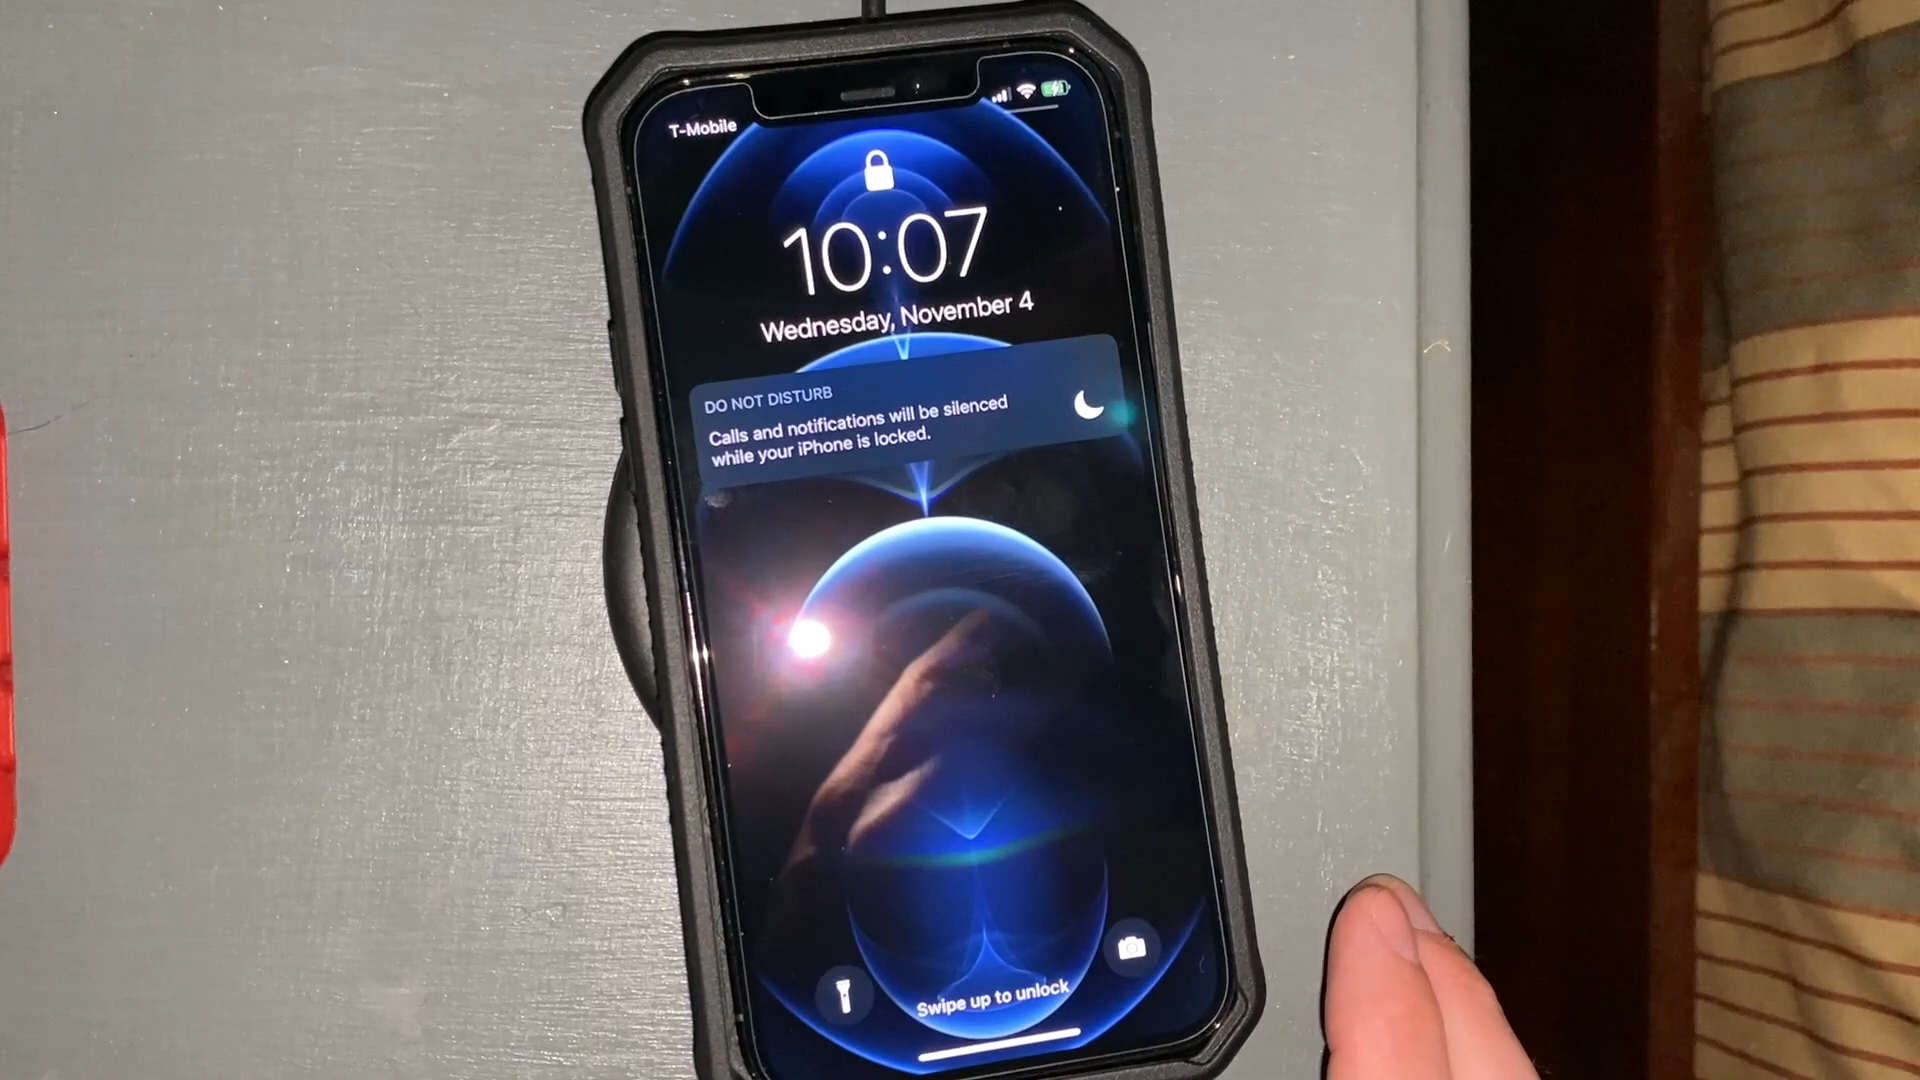 T-Mobile
10:07
Wednesday, November 4
DO NOT DISTURB
Calls and notifications will be silenced
while your iPhone is locked.
Swipe up to unlock